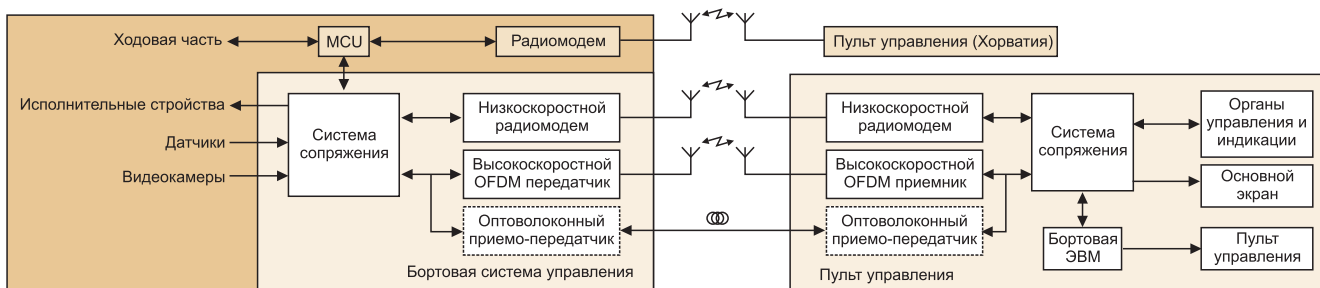 Ходовая часть
MCU
Радиомодем
Пульт управления (Хорватия)
Исполнительные стройства
Датчики
Видеокамеры
Система
сопряжения
Низкоскоростной
радиомодем
Высокоскоростной
OFDM передатчик
Оптоволоконный
приемо-передатчик
Бортовая система управления
Низкоскоростной
радиомодем
Высокоскоростной
OFDM приемник
Оптоволоконный
приемо-передатчик
Система
сопряжения
Органы
управления и
индикации
Основной
экран
Бортовая
ЭВМ
Пульт
управления
Пульт управления